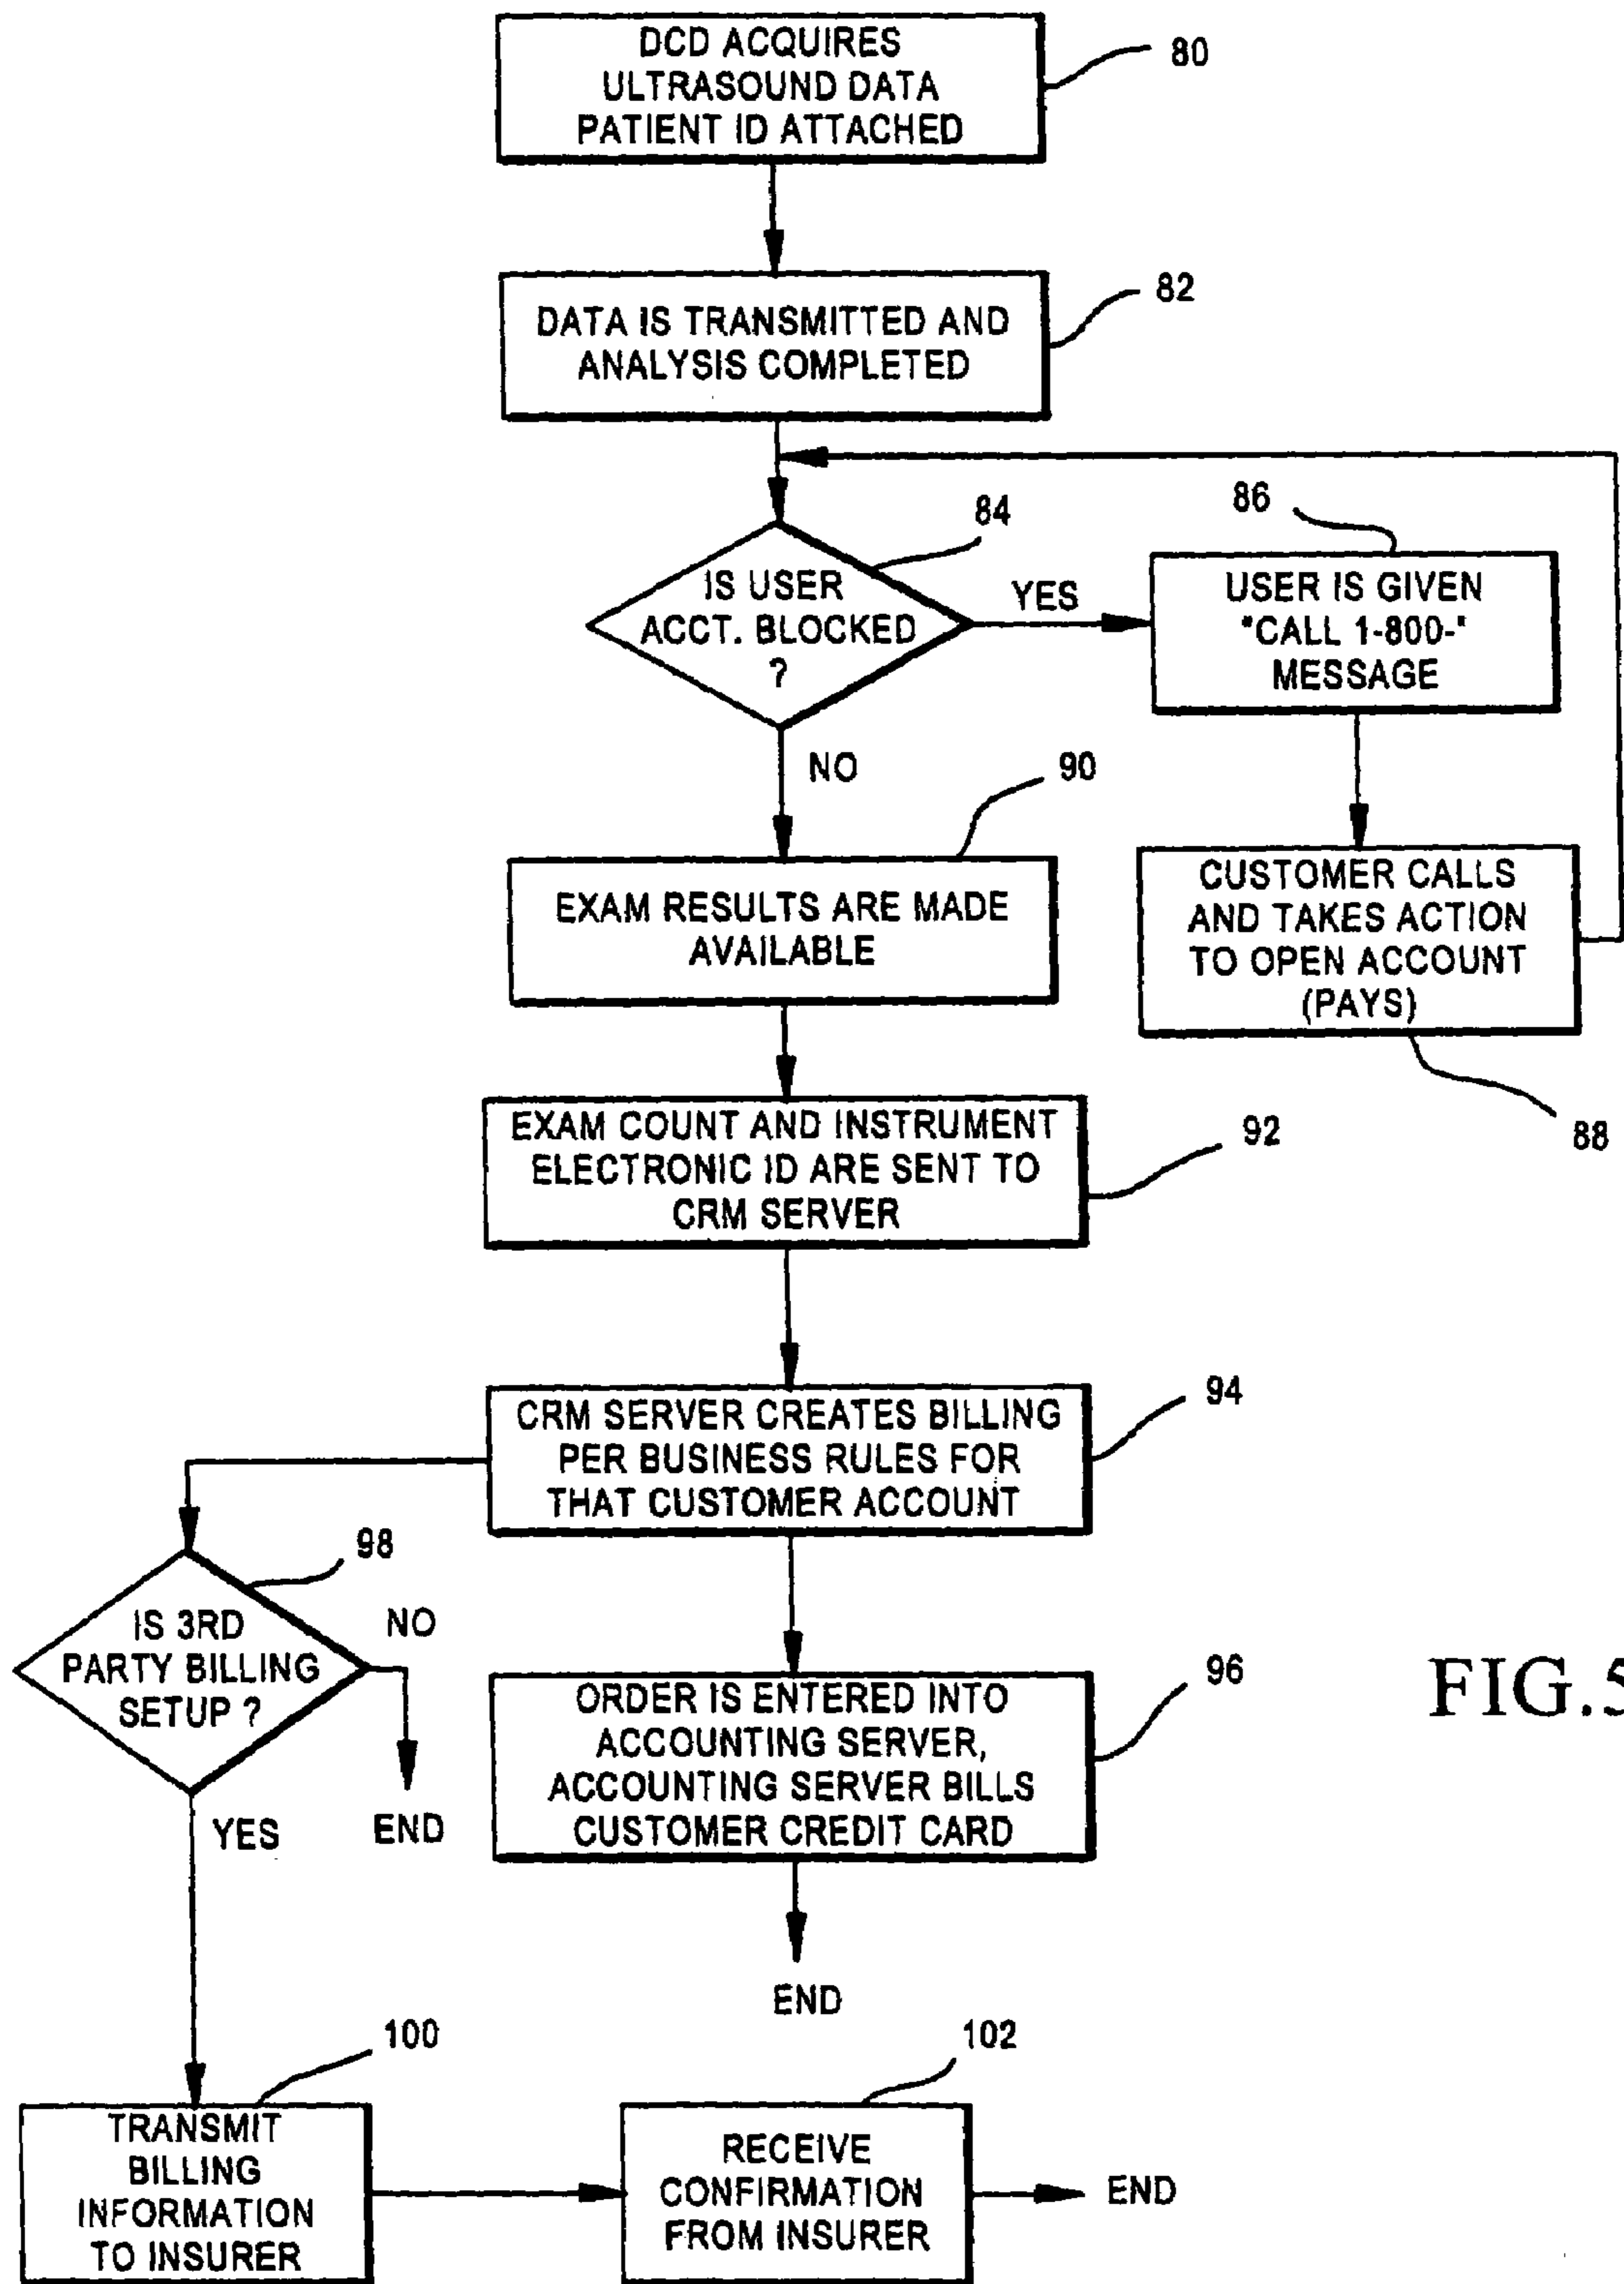 DCD ACQUIRES
ULTRASOUND DATA
PATIENT ID ATTACHED
80
DATA IS TRANSMITTED AND
ANALYSIS COMPLETED
82
IS USER
ACCT. BLOCKED
?
84
YES
NO
USER IS GIVEN
"CALL 1-800-"
MESSAGE
86
CUSTOMER CALLS
AND TAKES ACTION
TO OPEN ACCOUNT
(PAYS)
88
EXAM RESULTS ARE MADE
AVAILABLE
90
EXAM COUNT AND INSTRUMENT
ELECTRONIC ID ARE SENT TO
CRM SERVER
92
CRM SERVER CREATES BILLING
PER BUSINESS RULES FOR
THAT CUSTOMER ACCOUNT
94
IS 3RD
PARTY BILLING
SETUP ?
98
NO
END
YES
ORDER IS ENTERED INTO
ACCOUNTING SERVER,
ACCOUNTING SERVER BILLS
CUSTOMER CREDIT CARD
96
END
FIG.5
TRANSMIT
BILLING
INFORMATION
TO INSURER
100
RECEIVE
CONFIRMATION
FROM INSURER
102
END